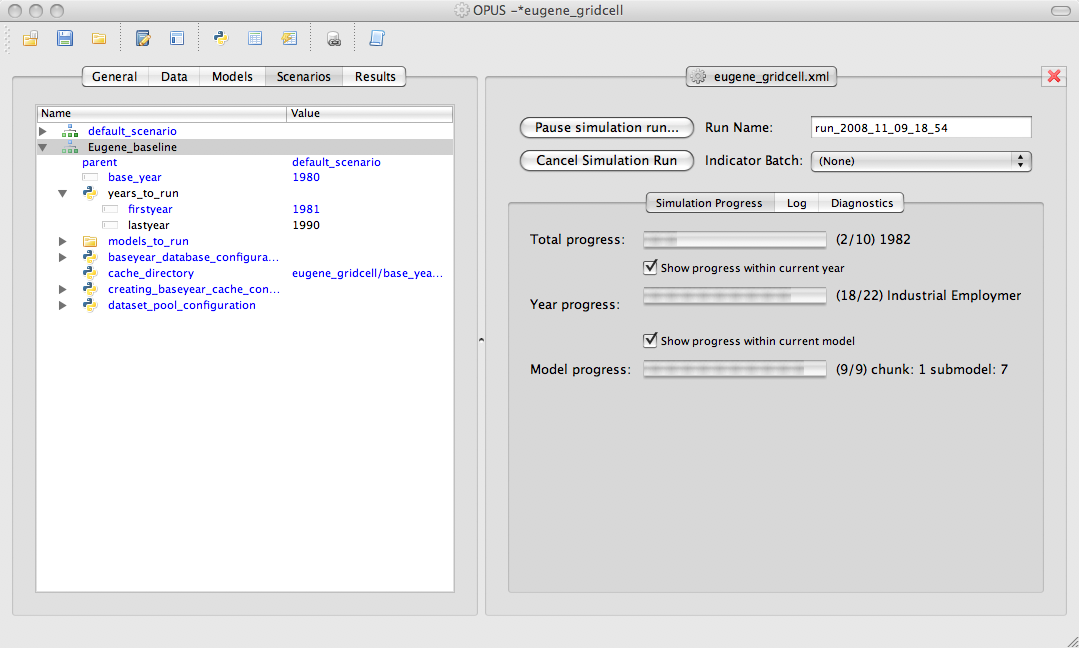 OPUS -*eugene_gridcell
General Data Models Scenarios Results
Name Value
default_scenario
Eugene_baseline
parent default_scenario
base_year 1980
years_to_run
firstyear 1981
lastyear 1990
models_to_run
baseyear_database_configura...
cache_directory eugene_gridcell/base_yea...
creating_baseyear_cache_con...
dataset_pool_configuration
eugene_gridcell.xml
Pause simulation run... Run Name: run_2008_11_09_18_54
Cancel Simulation Run Indicator Batch: (None)
Simulation Progress Log Diagnostics
Total progress: (2/10) 1982
Show progress within current year
Year progress: (18/22) Industrial Employmer
Show progress within current model
Model progress: (9/9) chunk: 1 submodel: 7